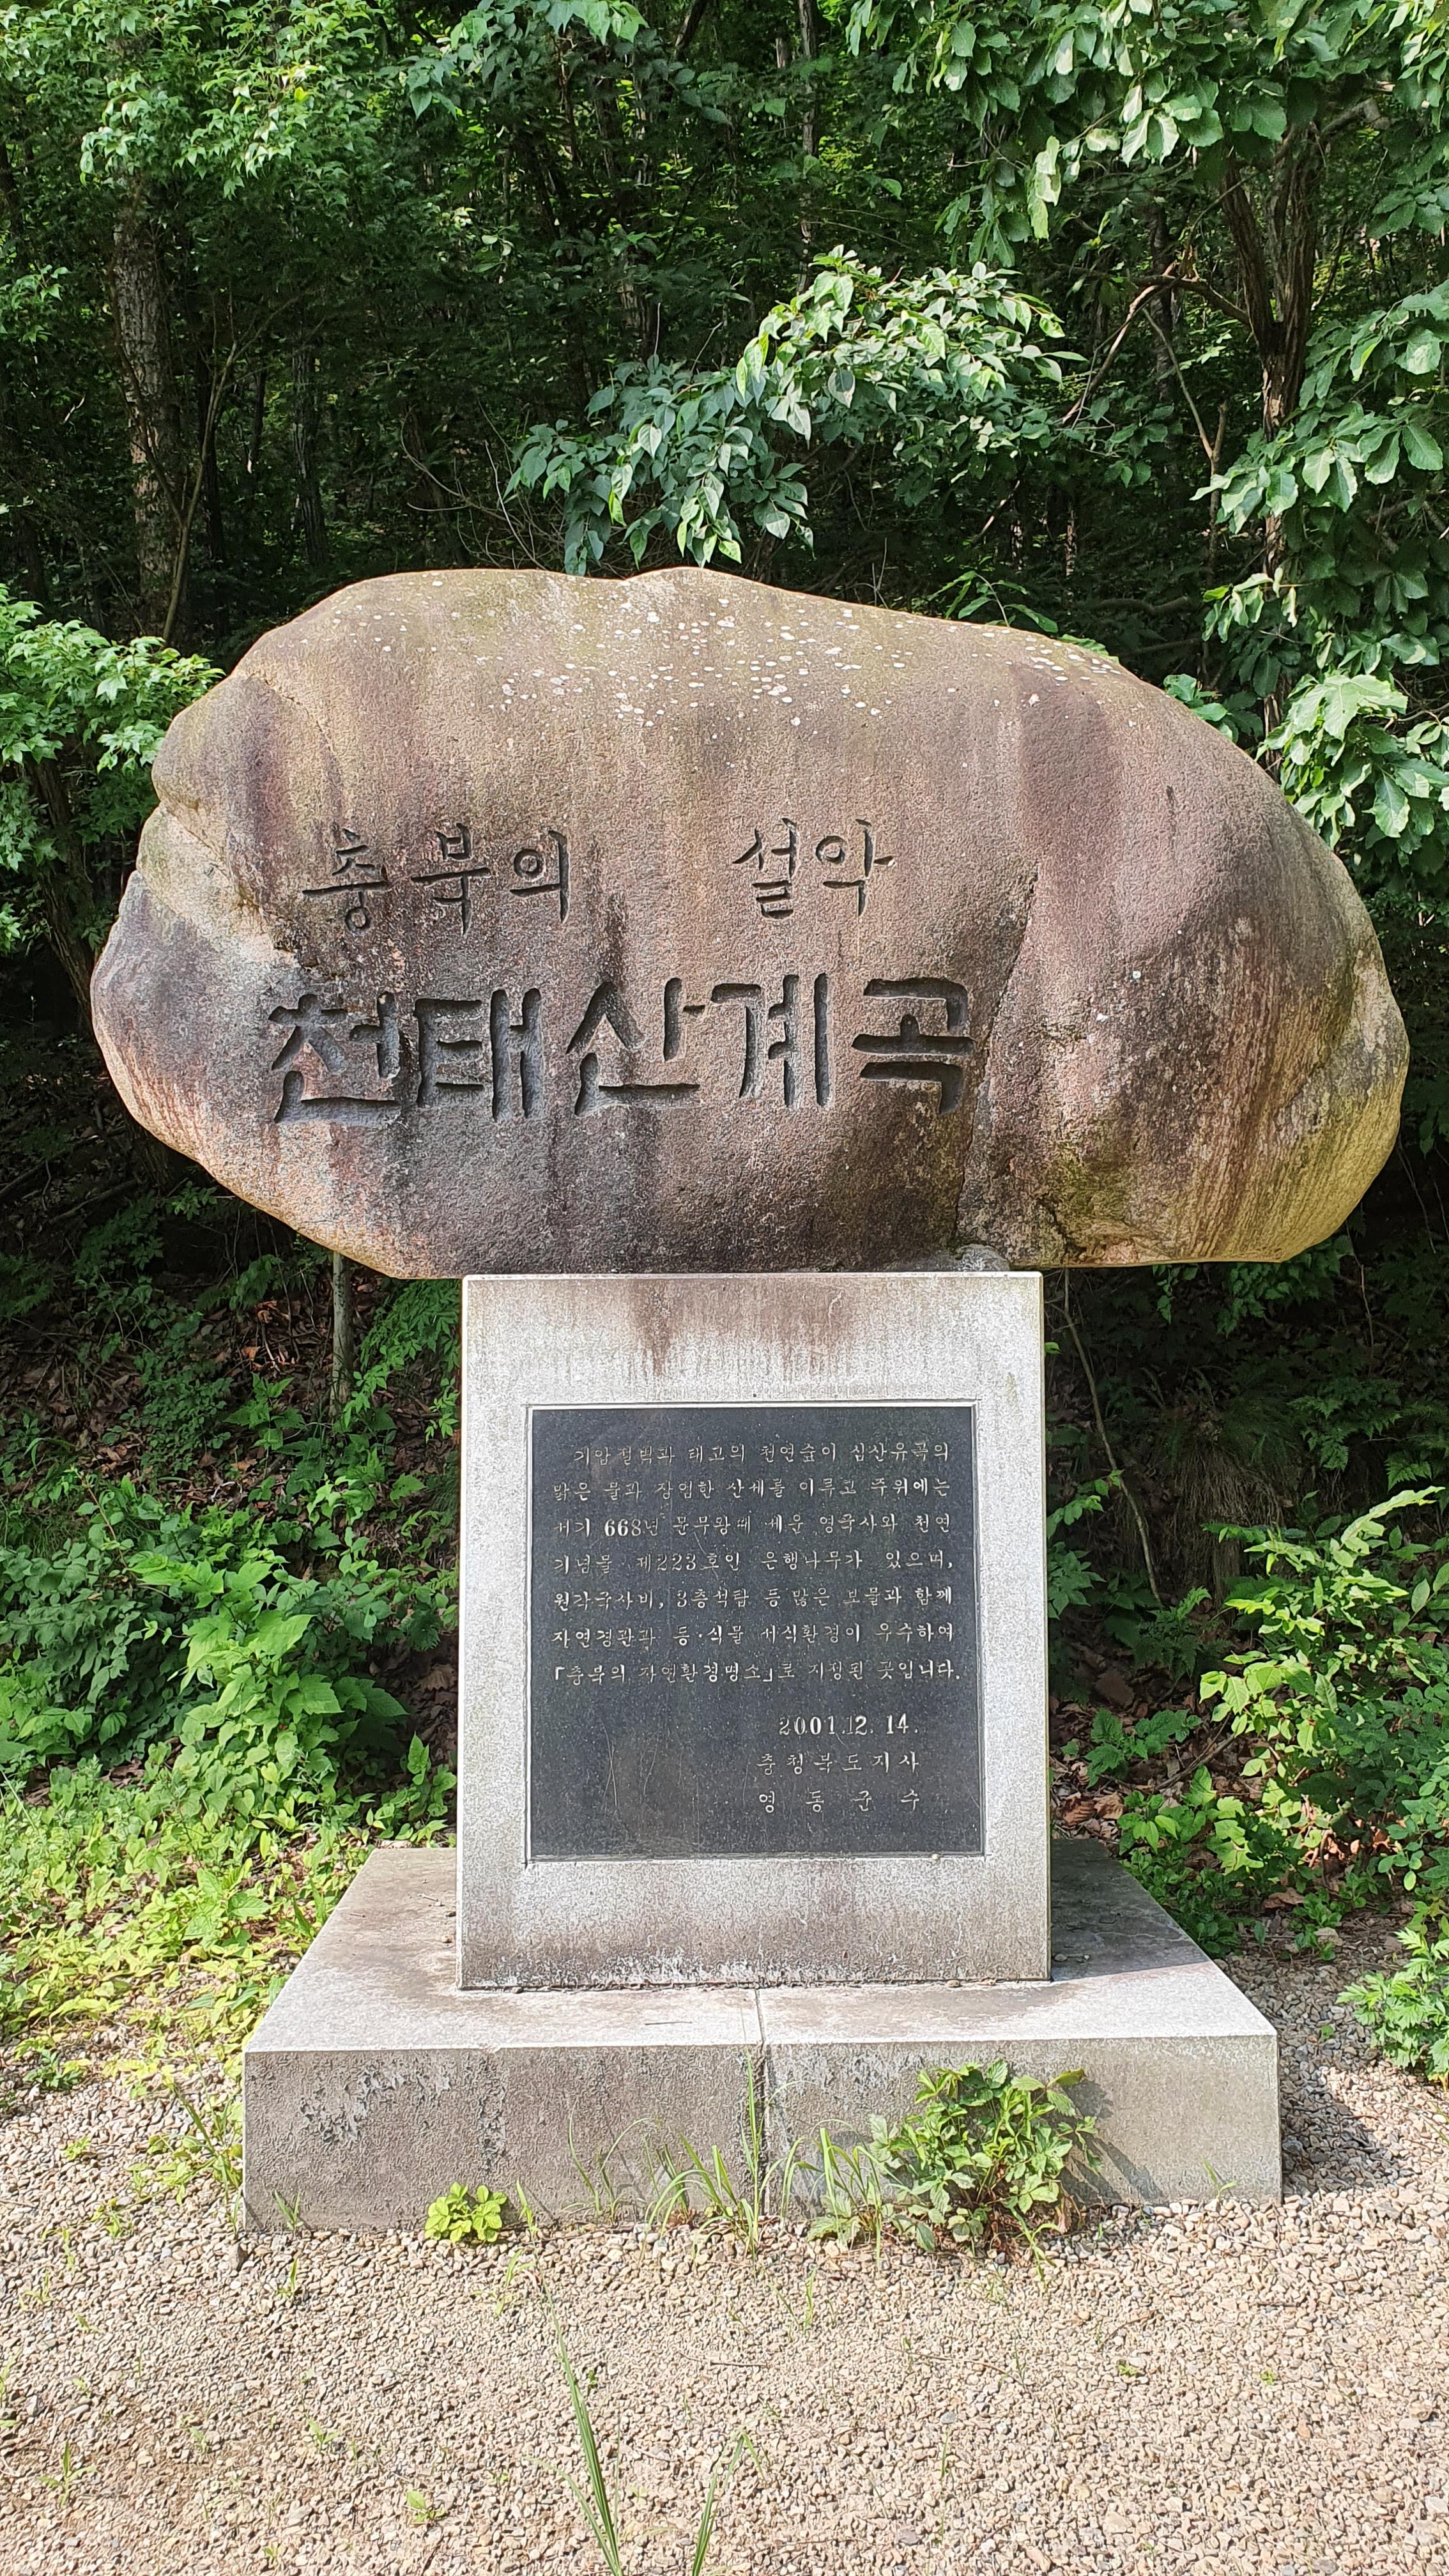 충북의 설악
천태산계곡
기암절벽과 태고의 천연숲이 심산유곡의
맑은 물과 장엄한 산세를 이루고 주위에는
서기 668년 문무왕때 세운 영국사와 천연
기념물 제223호인 은행나무가 있으며,
원각국사비, 3층석탑 등 많은 보물과 함께
자연경관과 동·식물 서식환경이 우수하여
「충북의 자연환경명소」로 지정된 곳입니다.
2001.12. 14.
충청북도지사
영 동 군 수